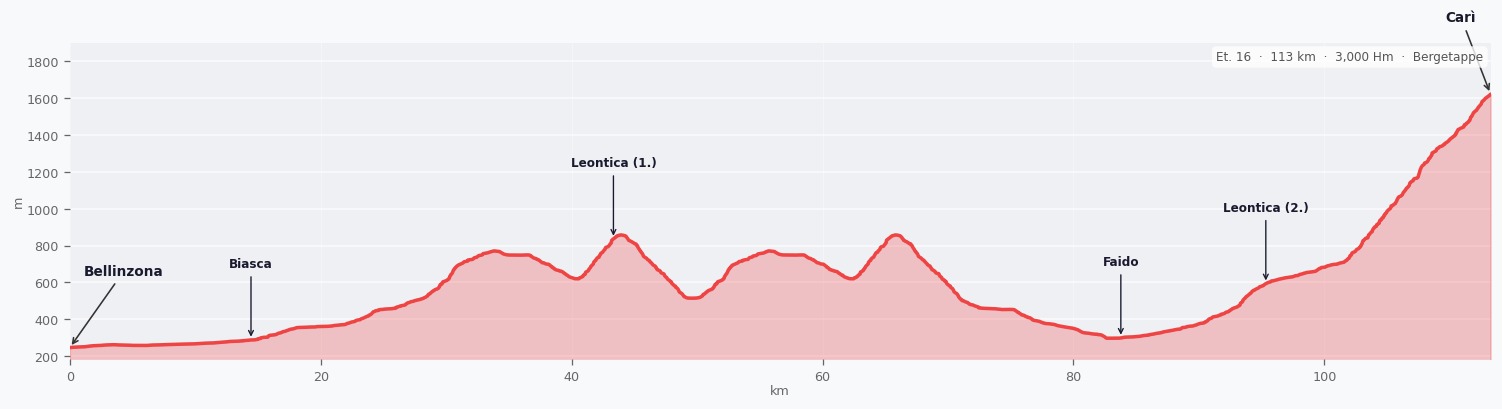 Carì
Et. 16 · 113 km · 3,000 Hm · Bergetappe
Leontica (1.)
Leontica (2.)
Bellinzona
Biasca
Faido
m
1800
1600
1400
1200
1000
800
600
400
200
0
20
40
60
80
100
km